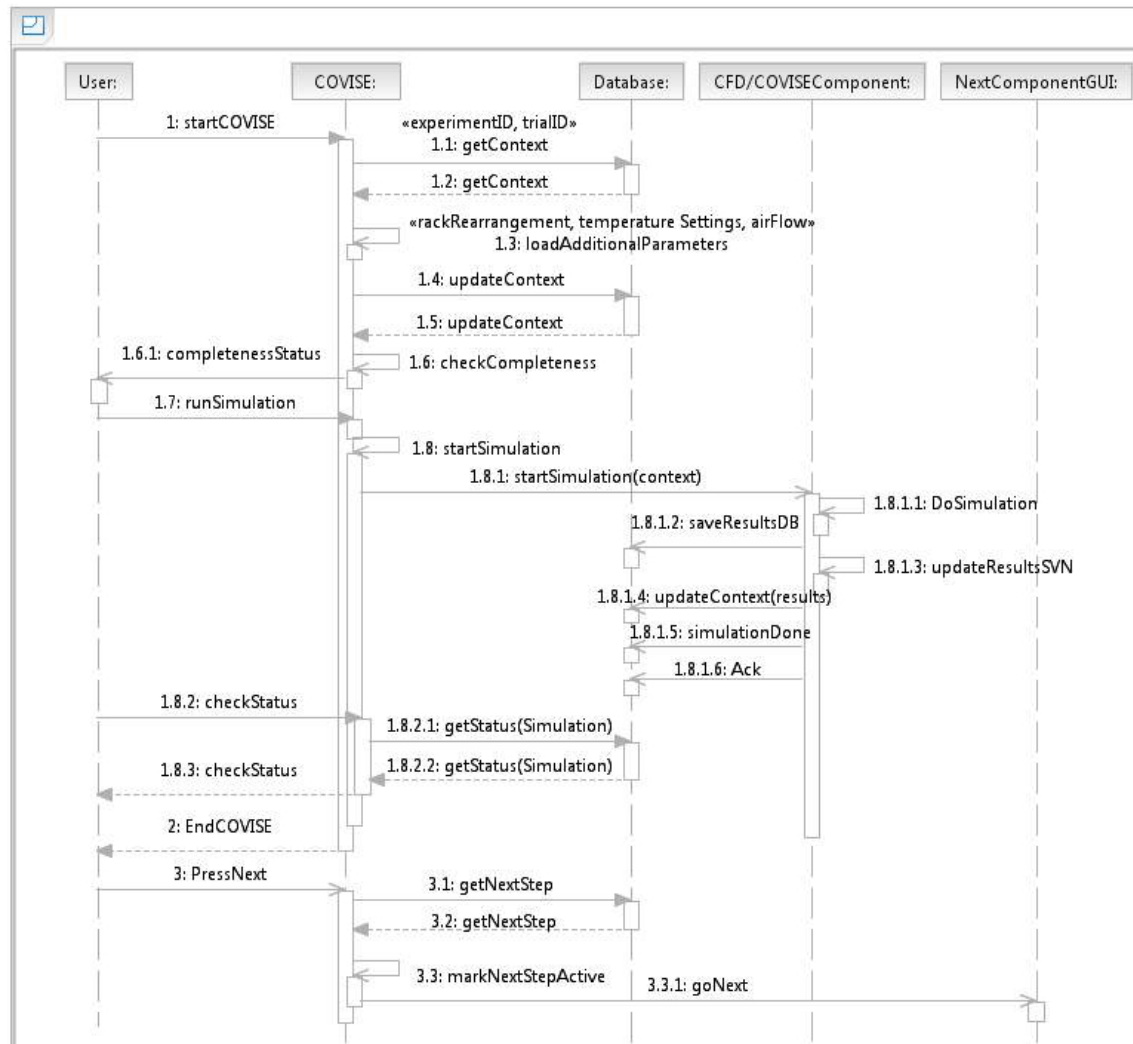 User:
COVISE:
Database:
CFD/COVISEComponent:
NextComponentGUI:
1: startCOVISE
«experimentID, trialID»
1.1: getContext
1.2: getContext
«rackRearrangement, temperature Settings, airFlow»
1.3: loadAdditionalParameters
1.4: updateContext
1.5: updateContext
1.6.1: completenessStatus
1.6: checkCompleteness
1.7: runSimulation
1.8: startSimulation
1.8.1: startSimulation(context)
1.8.1.1: DoSimulation
1.8.1.2: saveResultsDB
1.8.1.3: updateResultsSVN
1.8.1.4: updateContext(results)
1.8.1.5: simulationDone
1.8.1.6: Ack
1.8.2: checkStatus
1.8.2.1: getStatus(Simulation)
1.8.2.2: getStatus(Simulation)
1.8.3: checkStatus
2: EndCOVISE
3: PressNext
3.1: getNextStep
3.2: getNextStep
3.3: markNextStepActive
3.3.1: goNext